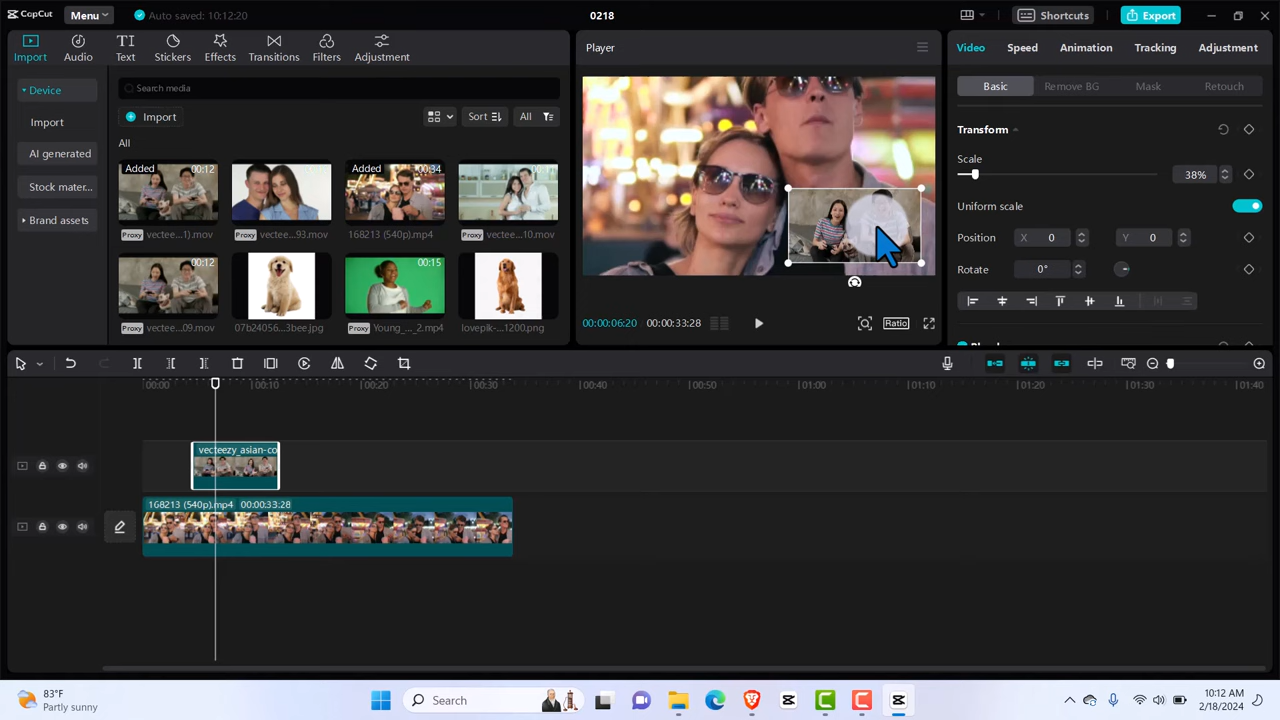 CapCut
Menu
Auto saved: 10:12:20
0218
Shortcuts
Export
Import
Audio
Text
Stickers
Effects
Transitions
Filters
Adjustment
Device
Import
AI generated
Stock mater...
Brand assets
Search media
Import
Sort
All
All
Added 00:12
Added 00:34
Proxy vectee...1).mov
Proxy vectee...93.mov
168213 (540p).mp4
Proxy vectee...10.mov
00:12
00:15
Proxy vectee...09.mov
07b24056...3bee.jpg
Proxy Young_..._2.mp4
lovepik-...1200.png
Player
00:00:06:20
00:00:33:28
Ratio
Video
Speed
Animation
Tracking
Adjustment
Basic
Remove BG
Mask
Retouch
Transform
Scale
38%
Uniform scale
Position
X 0
Y 0
Rotate
0°
00:00
00:10
00:20
00:30
00:40
00:50
01:00
01:10
01:20
01:30
01:40
vecteezy_asian-co
168213 (540p).mp4 00:00:33:28
83°F
Partly sunny
Search
10:12 AM
2/18/2024